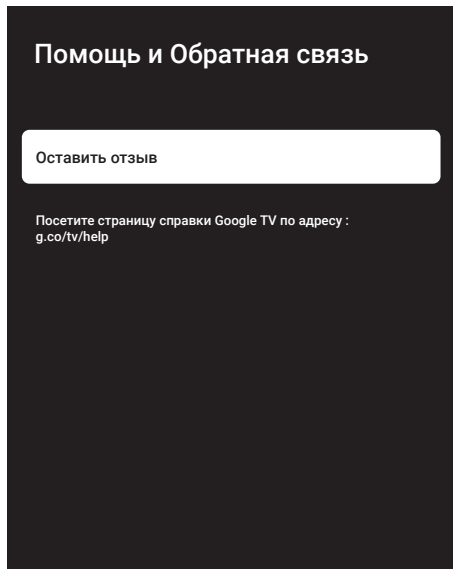 Помощь и Обратная связь
Оставить отзыв
Посетите страницу справки Google TV по адресу :
g.co/tv/help